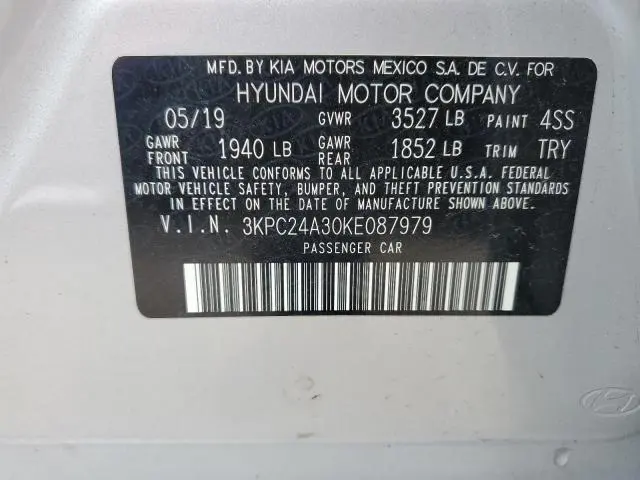 MFD. BY KIA MOTORS MEXICO S.A. DE C.V. FOR
HYUNDAI MOTOR COMPANY
05/19 GVWR 3527 LB PAINT 4SS
GAWR FRONT 1940 LB GAWR REAR 1852 LB TRIM TRY
THIS VEHICLE CONFORMS TO ALL APPLICABLE U.S.A. FEDERAL
MOTOR VEHICLE SAFETY, BUMPER, AND THEFT PREVENTION STANDARDS
IN EFFECT ON THE DATE OF MANUFACTURE SHOWN ABOVE.
V.I.N. 3KPC24A30KE087979
PASSENGER CAR